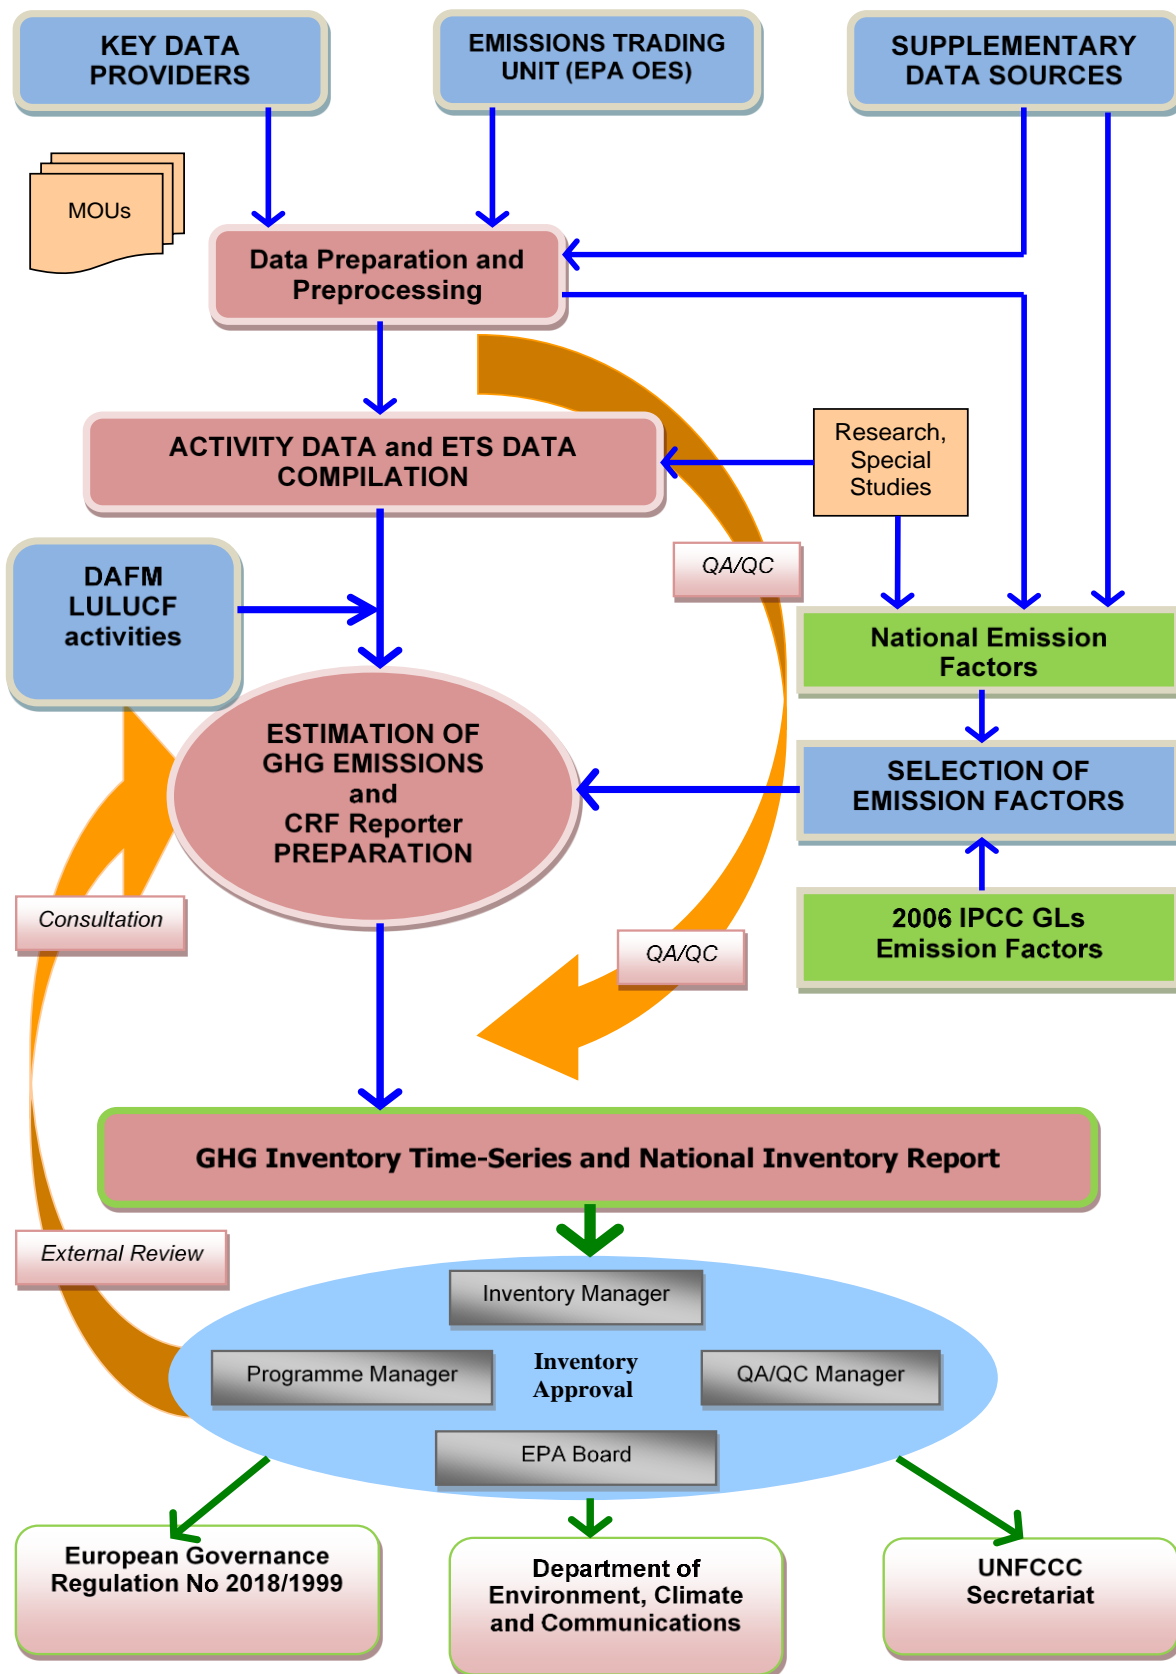 KEY DATA
PROVIDERS
EMISSIONS TRADING
UNIT (EPA OES)
SUPPLEMENTARY
DATA SOURCES
MOUs
Data Preparation and
Preprocessing
ACTIVITY DATA and ETS DATA
COMPILATION
Research,
Special
Studies
QA/QC
DAFM
LULUCF
activities
National Emission
Factors
ESTIMATION OF
GHG EMISSIONS
and
CRF Reporter
PREPARATION
SELECTION OF
EMISSION FACTORS
Consultation
QA/QC
2006 IPCC GLs
Emission Factors
GHG Inventory Time-Series and National Inventory Report
External Review
Inventory Manager
Programme Manager
Inventory
Approval
QA/QC Manager
EPA Board
European Governance
Regulation No 2018/1999
Department of
Environment, Climate
and Communications
UNFCCC
Secretariat